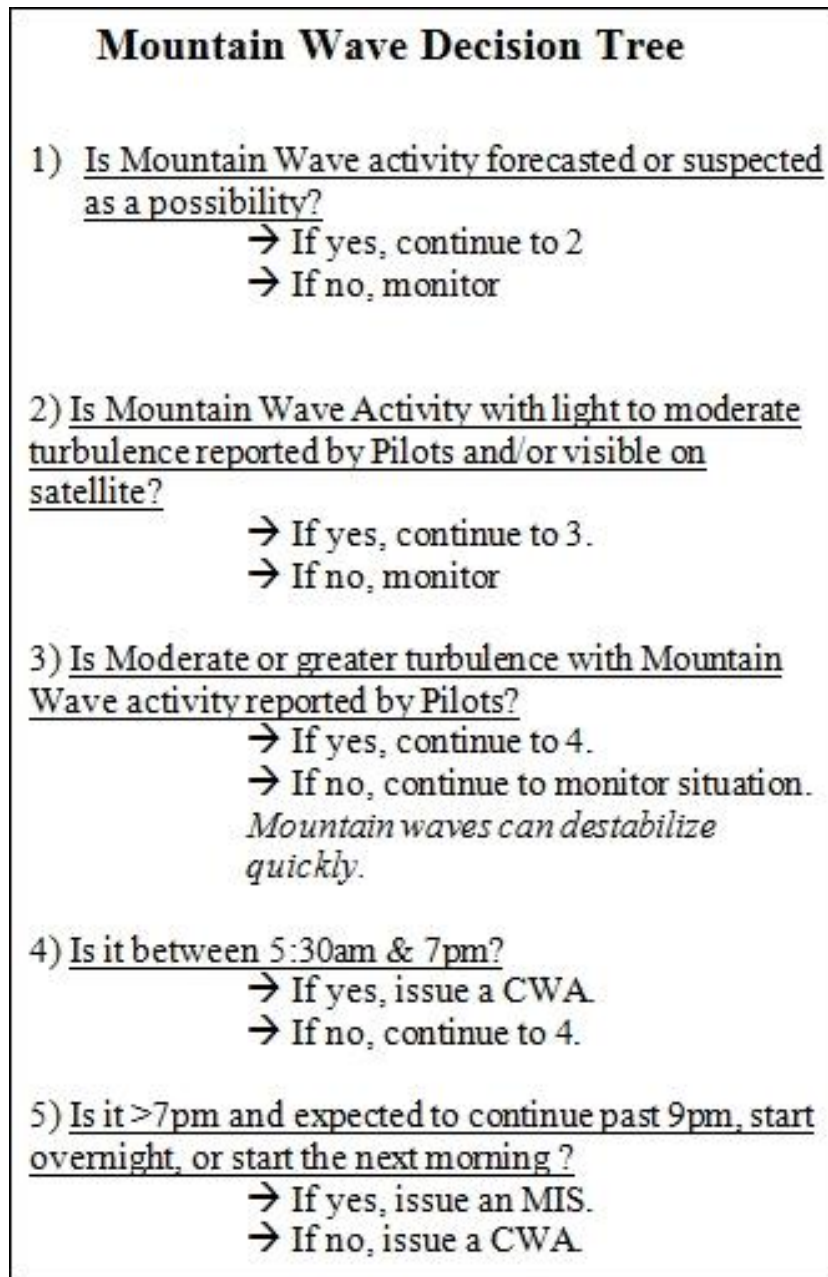 Mountain Wave Decision Tree
1) Is Mountain Wave activity forecasted or suspected
as a possibility?
→ If yes, continue to 2
→ If no, monitor
2) Is Mountain Wave Activity with light to moderate
turbulence reported by Pilots and/or visible on
satellite?
→ If yes, continue to 3.
→ If no, monitor
3) Is Moderate or greater turbulence with Mountain
Wave activity reported by Pilots?
→ If yes, continue to 4.
→ If no, continue to monitor situation.
Mountain waves can destabilize
quickly.
4) Is it between 5:30am & 7pm?
→ If yes, issue a CWA.
→ If no, continue to 4.
5) Is it >7pm and expected to continue past 9pm, start
overnight, or start the next morning ?
→ If yes, issue an MIS.
→ If no, issue a CWA.